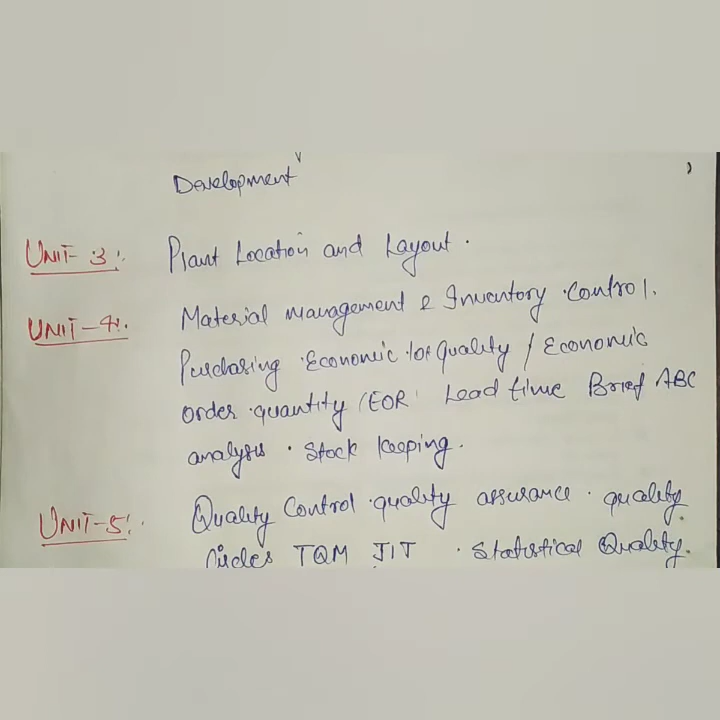 Development
UNIT-3:. Plant Location and Layout.
UNIT-4:. Material management & Inventory control.
Purchasing Economic lot quality / Economic
order quantity (EOR Lead time Brief ABC
analysis. Stock keeping.
UNIT-5:. Quality Control quality assurance. quality
circles TQM JIT. Statistical Quality.